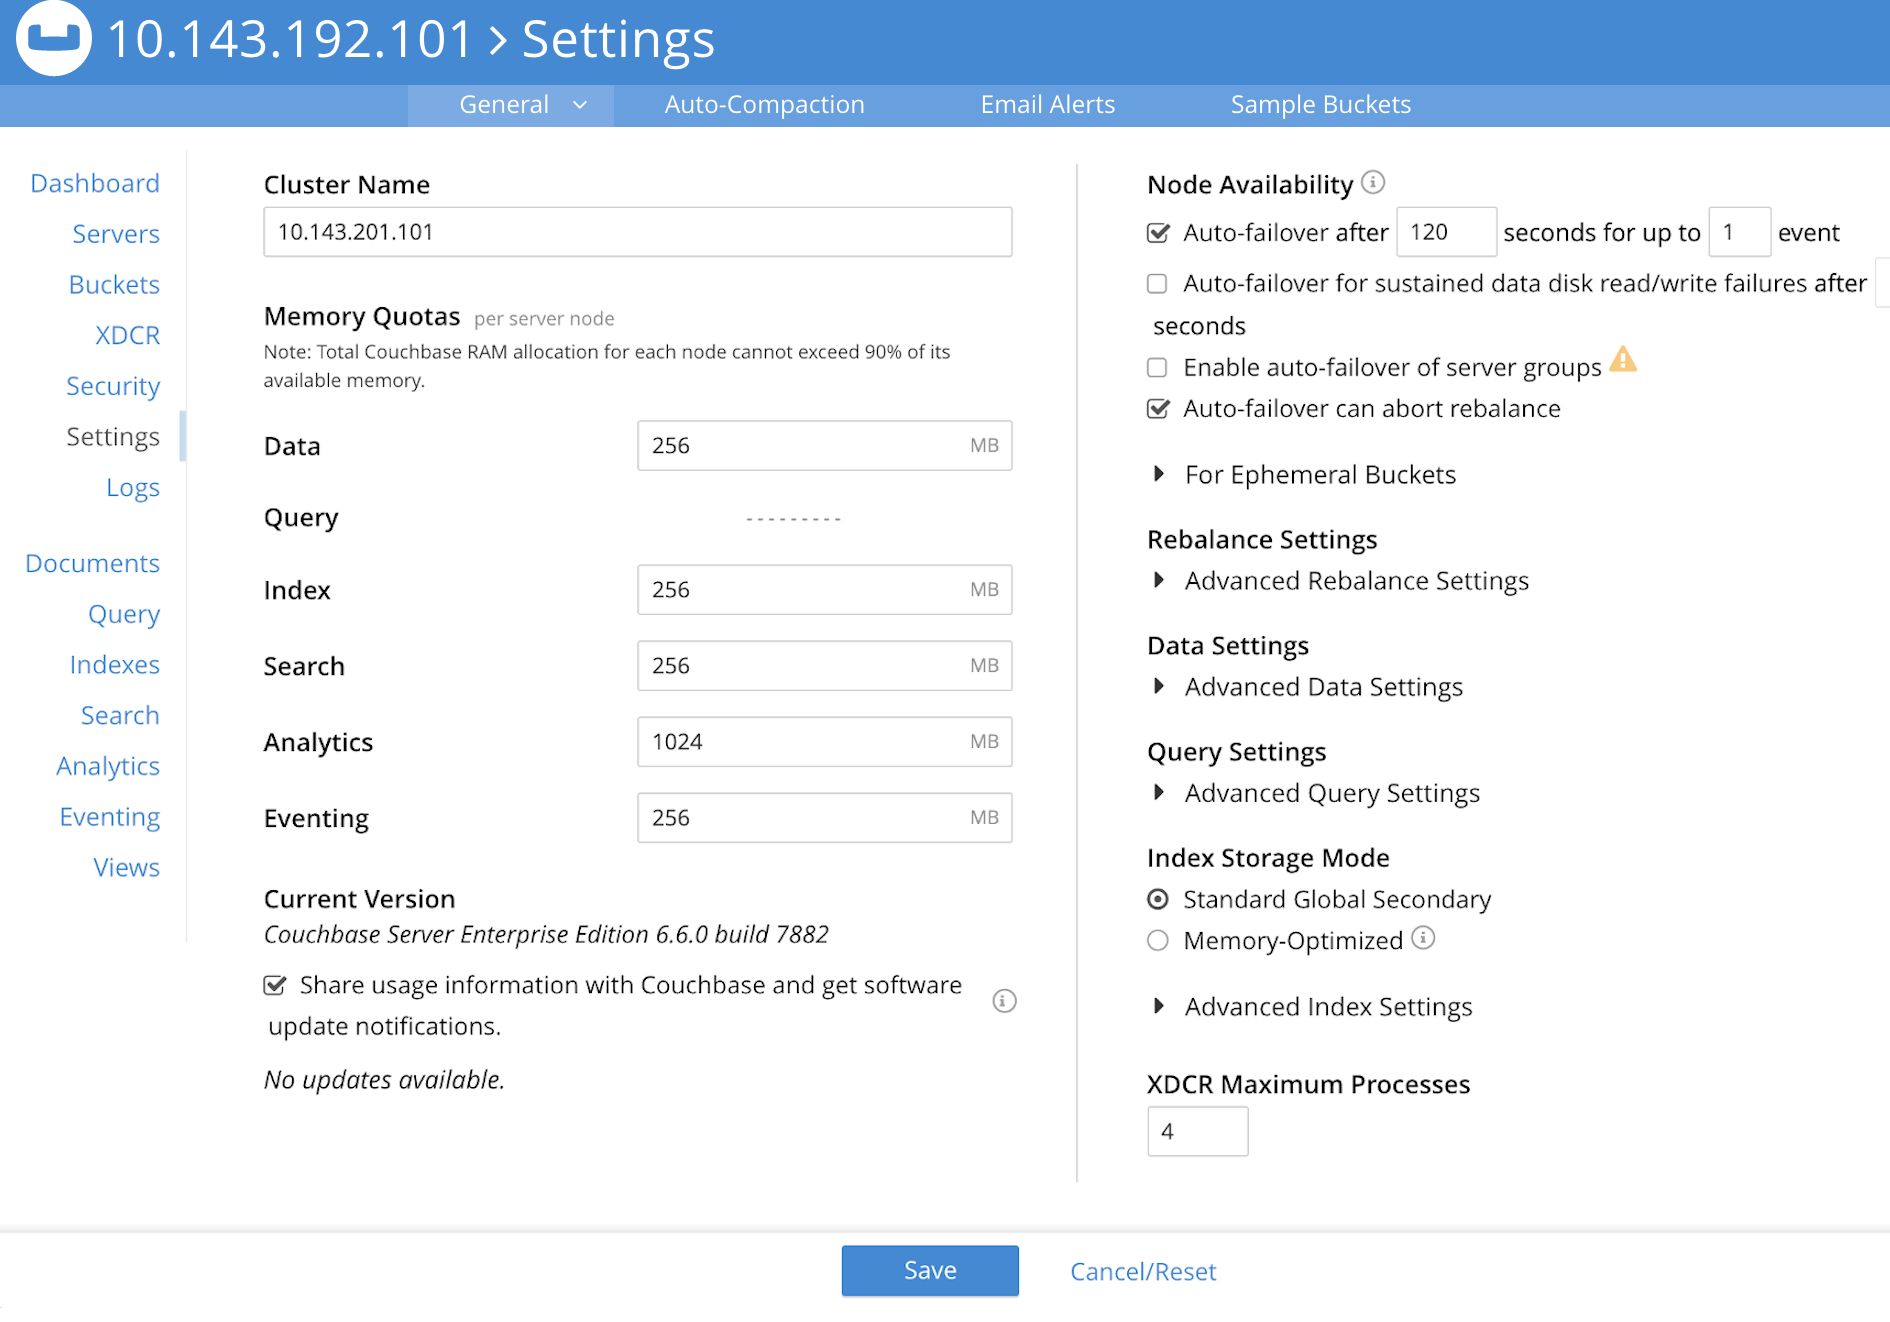 10.143.192.101 > Settings
General Auto-Compaction Email Alerts Sample Buckets
Dashboard
Servers
Buckets
XDCR
Security
Settings
Logs
Documents
Query
Indexes
Search
Analytics
Eventing
Views
Cluster Name
10.143.201.101
Memory Quotas per server node
Note: Total Couchbase RAM allocation for each node cannot exceed 90% of its
available memory.
Data 256 MB
Query ---------
Index 256 MB
Search 256 MB
Analytics 1024 MB
Eventing 256 MB
Current Version
Couchbase Server Enterprise Edition 6.6.0 build 7882
Share usage information with Couchbase and get software
update notifications.
No updates available.
Node Availability
Auto-failover after 120 seconds for up to 1 event
Auto-failover for sustained data disk read/write failures after
seconds
Enable auto-failover of server groups
Auto-failover can abort rebalance
For Ephemeral Buckets
Rebalance Settings
Advanced Rebalance Settings
Data Settings
Advanced Data Settings
Query Settings
Advanced Query Settings
Index Storage Mode
Standard Global Secondary
Memory-Optimized
Advanced Index Settings
XDCR Maximum Processes
4
Save Cancel/Reset